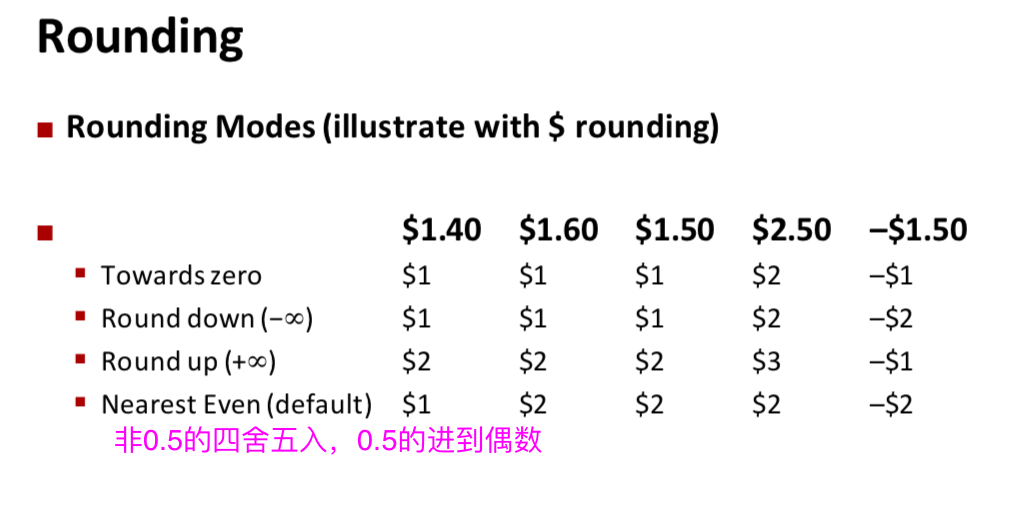 Rounding
Rounding Modes (illustrate with $ rounding)
$1.40 $1.60 $1.50 $2.50 –$1.50
Towards zero $1 $1 $1 $2 –$1
Round down (−∞) $1 $1 $1 $2 –$2
Round up (+∞) $2 $2 $2 $3 –$1
Nearest Even (default) $1 $2 $2 $2 –$2
非0.5的四舍五入，0.5的进到偶数